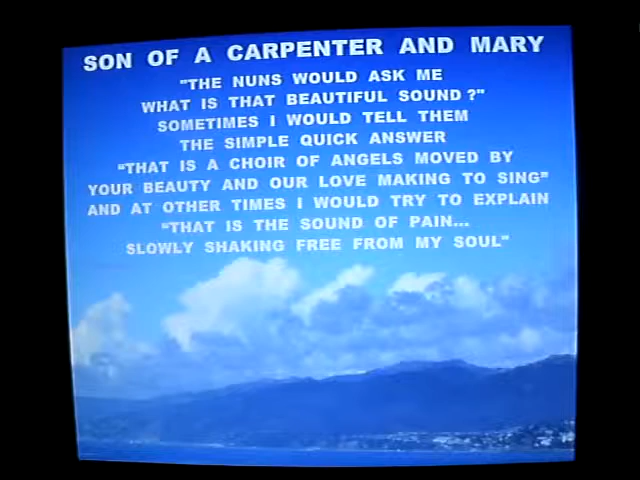 SON OF A CARPENTER AND MARY
"THE NUNS WOULD ASK ME
WHAT IS THAT BEAUTIFUL SOUND ?"
SOMETIMES I WOULD TELL THEM
THE SIMPLE QUICK ANSWER
"THAT IS A CHOIR OF ANGELS MOVED BY
YOUR BEAUTY AND OUR LOVE MAKING TO SING"
AND AT OTHER TIMES I WOULD TRY TO EXPLAIN
"THAT IS THE SOUND OF PAIN...
SLOWLY SHAKING FREE FROM MY SOUL"